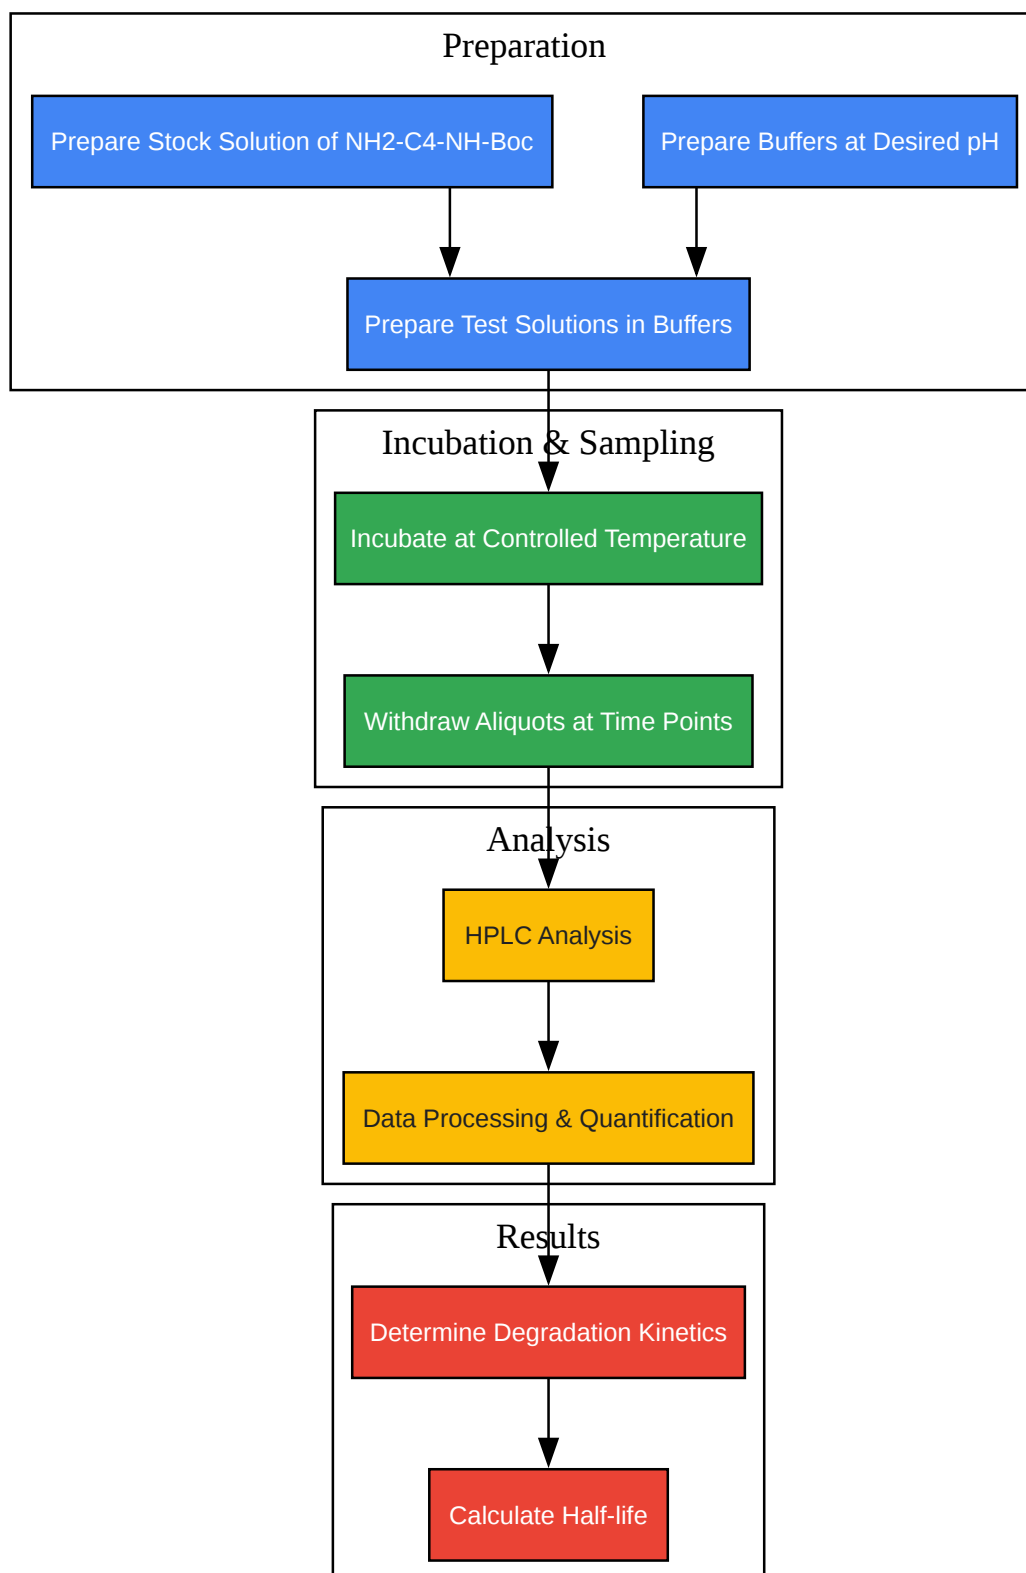 Preparation
Prepare Stock Solution of NH2-C4-NH-Boc
Prepare Buffers at Desired pH
Prepare Test Solutions in Buffers
Incubation & Sampling
Incubate at Controlled Temperature
Withdraw Aliquots at Time Points
Analysis
HPLC Analysis
Data Processing & Quantification
Results
Determine Degradation Kinetics
Calculate Half-life